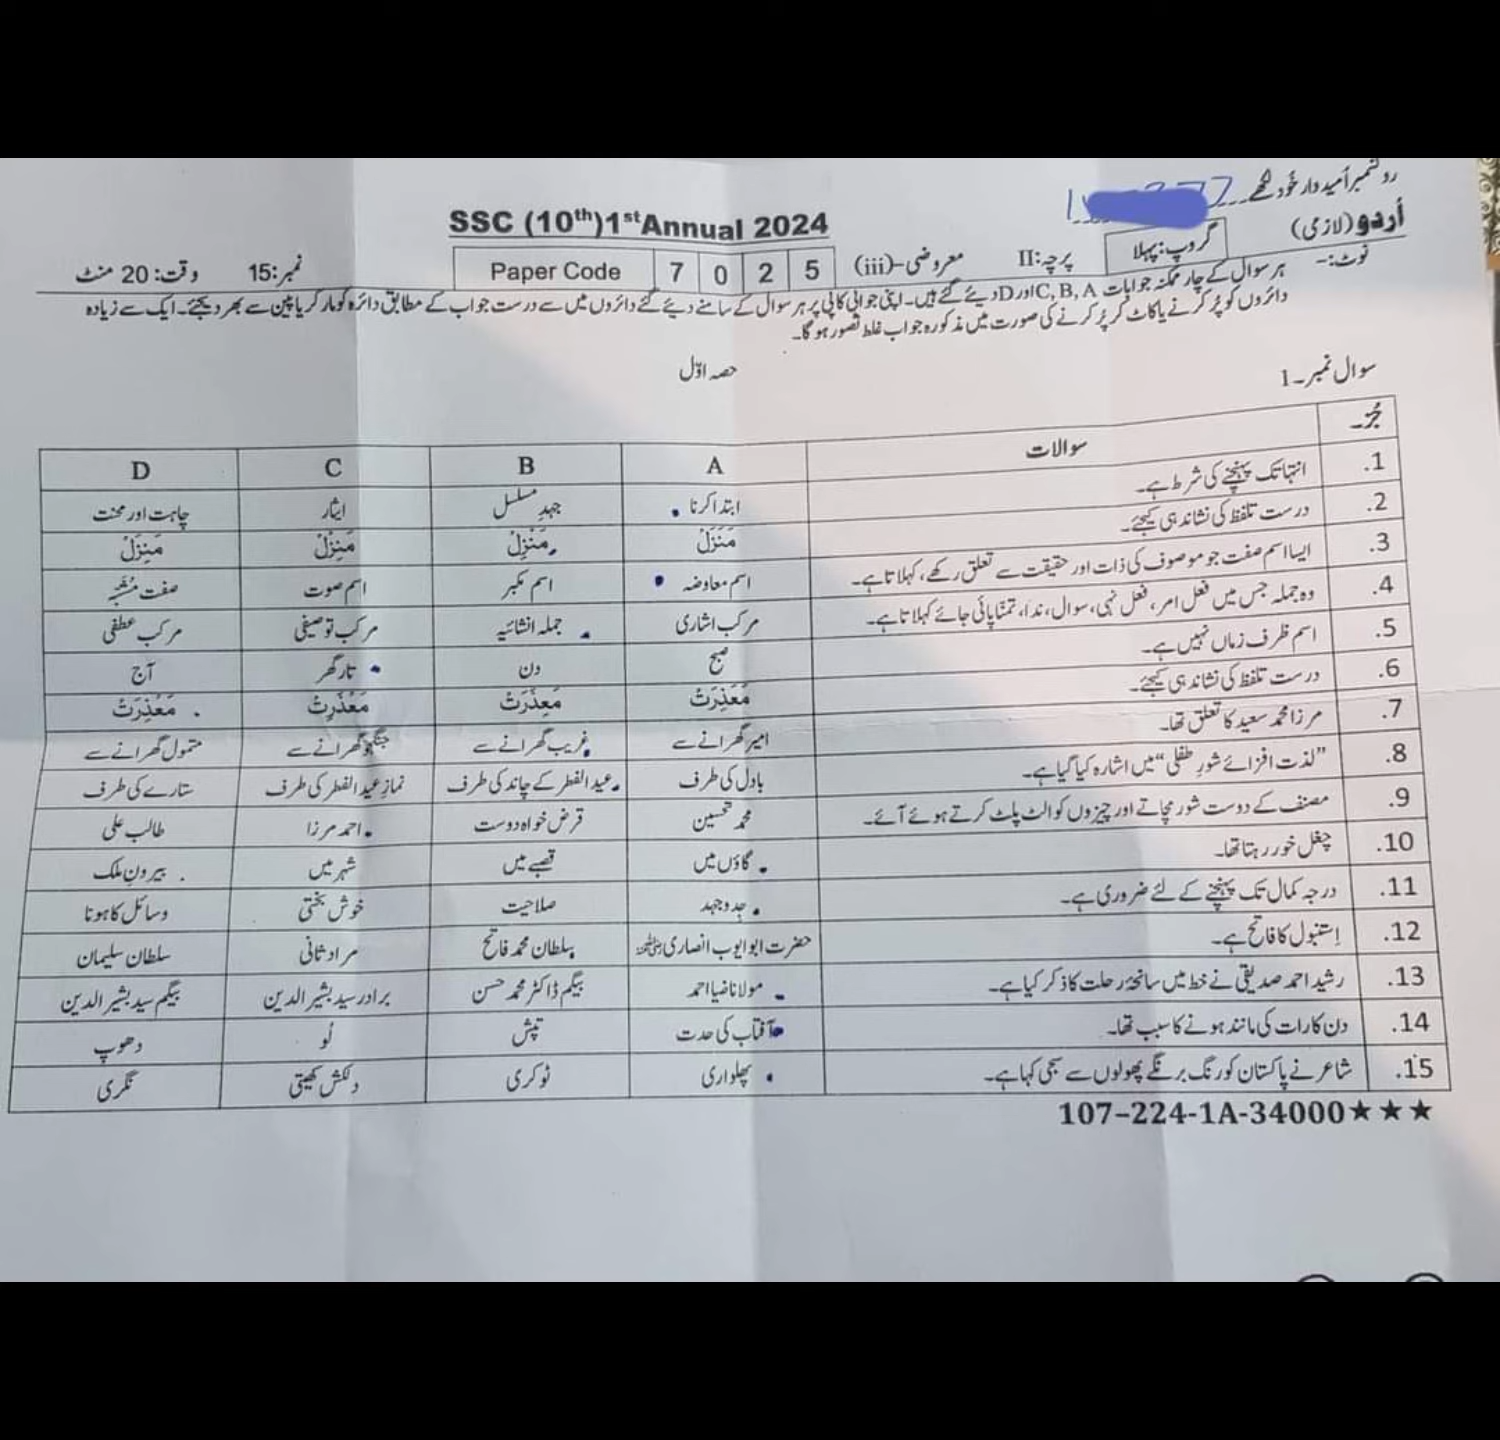 رولنمبر اُمیدوار خُود لکھے
اُردو (لازمی)
SSC (10th) 1st Annual 2024
گروپ: پہلا
پرچہ: II
معروضی-(iii)
Paper Code 7 0 2 5
نمبر: 15
وقت: 20 منٹ
نوٹ:- ہر سوال کے چار ممکنہ جوابات C, B, A اور D دیئے گئے ہیں۔ اپنی جوابی کاپی پر ہر سوال کے سامنے دیئے گئے دائروں میں سے درست جواب کے مطابق دائرہ کو مارکر یا پین سے بھر دیجئے۔ ایک سے زیادہ
دائروں کو پُر کرنے یا کاٹ کر پُر کرنے کی صورت میں مذکورہ جواب غلط تصور ہو گا۔
حصہ اوّل
سوال نمبر۔1
جُز۔ سوالات A B C D
1. انتہا تک پہنچنے کی شرط ہے۔ ابتدا کرنا جہدِ مسلسل ایثار چاہت اور محنت
2. درست تلفظ کی نشاندہی کیجئے۔
3. ایسا اسم صفت جو موصوف کی ذات اور حقیقت سے تعلق رکھے، کہلاتا ہے۔ اسم معاوضہ اسم مکبر اسم صوت صفت مشبہ
4. وہ جملہ جس میں فعل امر، فعل نہی، سوال، ندا، تمنّا پائی جائے کہلاتا ہے۔ مرکب اشاری جملہ انشائیہ مرکب توصیفی مرکب عطفی
5. اسم ظرف زماں نہیں ہے۔ صبح دن تار گھر آج
6. درست تلفظ کی نشاندہی کیجئے۔
7. مرزا محمد سعید کا تعلق تھا۔ امیر گھرانے سے غریب گھرانے سے جنگجو گھرانے سے متمول گھرانے سے
8. "لذت افزائے شورِ طفلی" میں اشارہ کیا گیا ہے۔ بادل کی طرف عید الفطر کے چاند کی طرف نمازِ عید الفطر کی طرف ستارے کی طرف
9. مصنف کے دوست شور مچاتے اور چیزوں کو الٹ پلٹ کرتے ہوئے آئے۔ محمد تحسین قرض خواہ دوست احمد مرزا طالب علی
10. چغل خور رہتا تھا۔ گاؤں میں قصبے میں شہر میں بیرونِ ملک
11. درجہ کمال تک پہنچنے کے لئے ضروری ہے۔ جدوجہد صلاحیت خوش بختی وسائل کا ہونا
12. اِستنبول کا فاتح ہے۔ حضرت ابوایوب انصاریؓ سلطان محمد فاتح مراد ثانی سلطان سلیمان
13. رشید احمد صدیقی نے خط میں سانحۂ رحلت کا ذکر کیا ہے۔ مولانا ضیا احمد بیگم ڈاکٹر محمد حسن برادر سید بشیر الدین بیگم سید بشیر الدین
14. دن کا رات کی مانند ہونے کا سبب تھا۔ آفتاب کی حدت تپش لُو دھوپ
15. شاعر نے پاکستان کو رنگ برنگے پھولوں سے سجی کہا ہے۔ پھلواری ٹوکری دلکش کھیتی نگری
107-224-1A-34000★★★